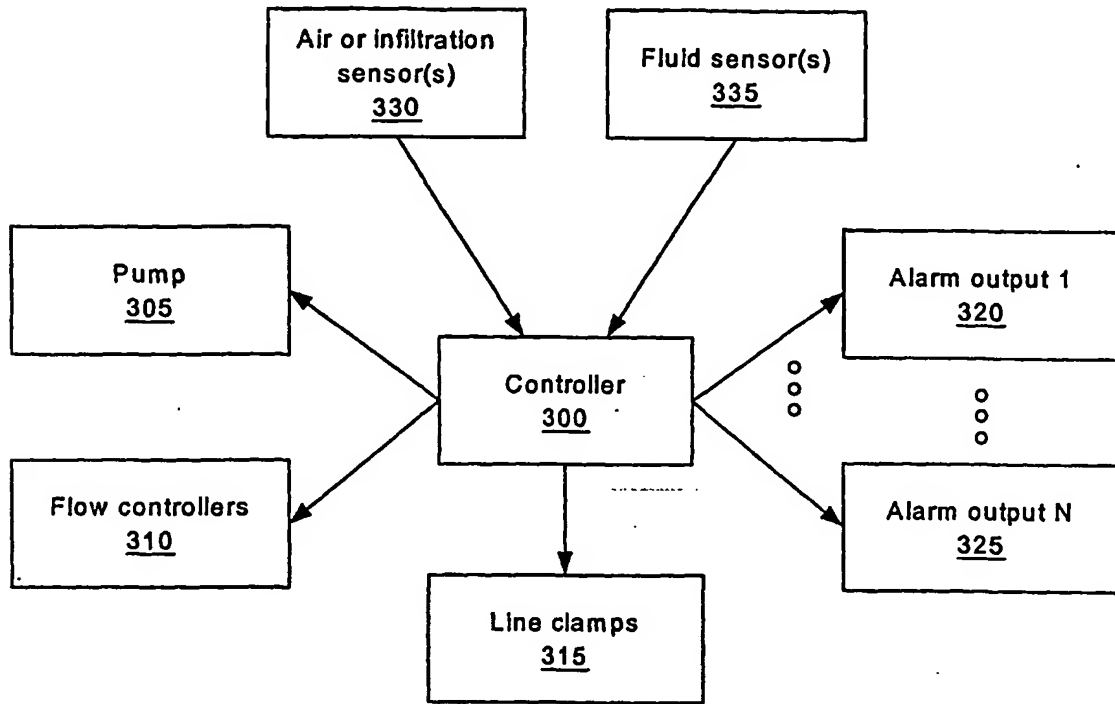 Air or infiltration
sensor(s)
330
Fluid sensor(s)
335
Pump
305
Alarm output 1
320
Controller
300
Flow controllers
310
Alarm output N
325
Line clamps
315